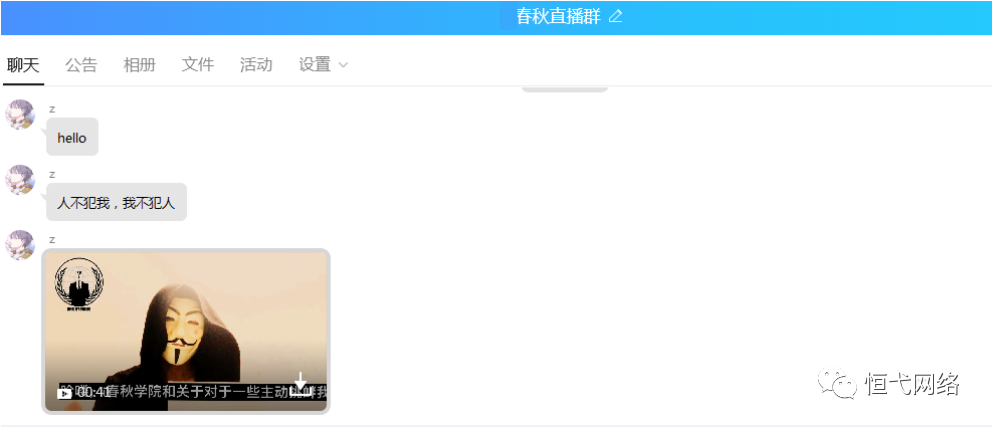 春秋直播群
聊天 公告 相册 文件 活动 设置
z
hello
z
人不犯我，我不犯人
z
00:41 春秋学院和关于对于一些主动挑衅我
恒弋网络